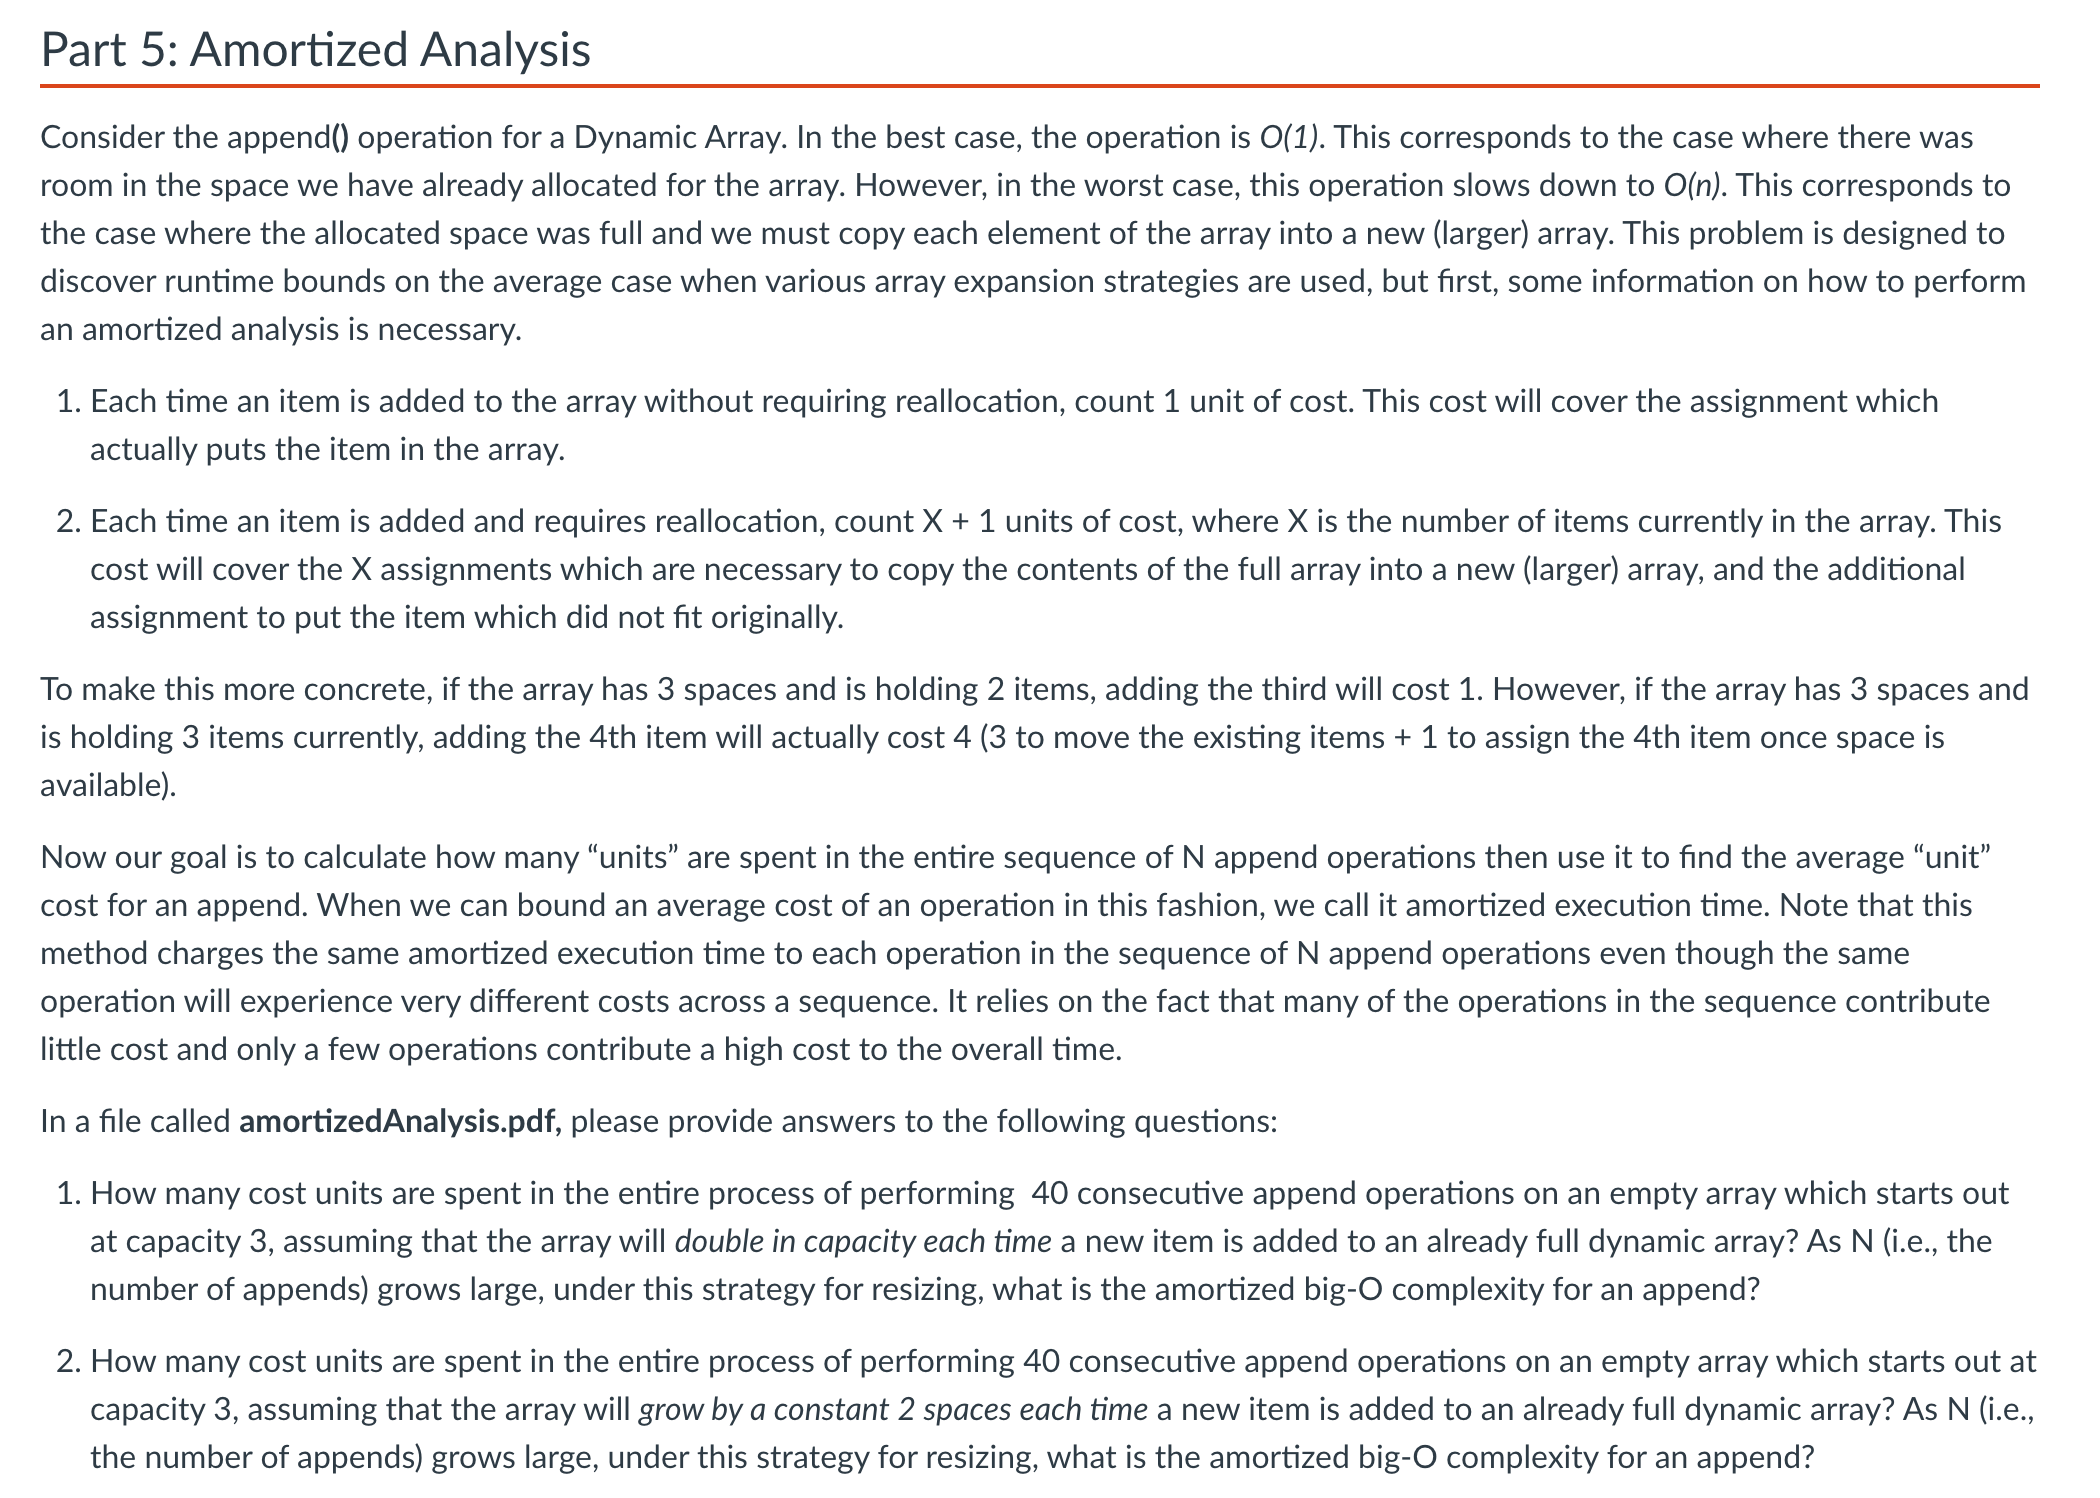 Part 5: Amortized Analysis
Consider the append() operation for a Dynamic Array. In the best case, the operation is O(1). This corresponds to the case where there was
room in the space we have already allocated for the array. However, in the worst case, this operation slows down to O(n). This corresponds to
the case where the allocated space was full and we must copy each element of the array into a new (larger) array. This problem is designed to
discover runtime bounds on the average case when various array expansion strategies are used, but first, some information on how to perform
an amortized analysis is necessary.
1. Each time an item is added to the array without requiring reallocation, count 1 unit of cost. This cost will cover the assignment which
actually puts the item in the array.
2. Each time an item is added and requires reallocation, count X + 1 units of cost, where X is the number of items currently in the array. This
cost will cover the X assignments which are necessary to copy the contents of the full array into a new (larger) array, and the additional
assignment to put the item which did not fit originally.
To make this more concrete, if the array has 3 spaces and is holding 2 items, adding the third will cost 1. However, if the array has 3 spaces and
is holding 3 items currently, adding the 4th item will actually cost 4 (3 to move the existing items + 1 to assign the 4th item once space is
available).
Now our goal is to calculate how many “units” are spent in the entire sequence of N append operations then use it to find the average “unit”
cost for an append. When we can bound an average cost of an operation in this fashion, we call it amortized execution time. Note that this
method charges the same amortized execution time to each operation in the sequence of N append operations even though the same
operation will experience very different costs across a sequence. It relies on the fact that many of the operations in the sequence contribute
little cost and only a few operations contribute a high cost to the overall time.
In a file called amortizedAnalysis.pdf, please provide answers to the following questions:
1. How many cost units are spent in the entire process of performing  40 consecutive append operations on an empty array which starts out
at capacity 3, assuming that the array will double in capacity each time a new item is added to an already full dynamic array? As N (i.e., the
number of appends) grows large, under this strategy for resizing, what is the amortized big-O complexity for an append?
2. How many cost units are spent in the entire process of performing 40 consecutive append operations on an empty array which starts out at
capacity 3, assuming that the array will grow by a constant 2 spaces each time a new item is added to an already full dynamic array? As N (i.e.,
the number of appends) grows large, under this strategy for resizing, what is the amortized big-O complexity for an append?